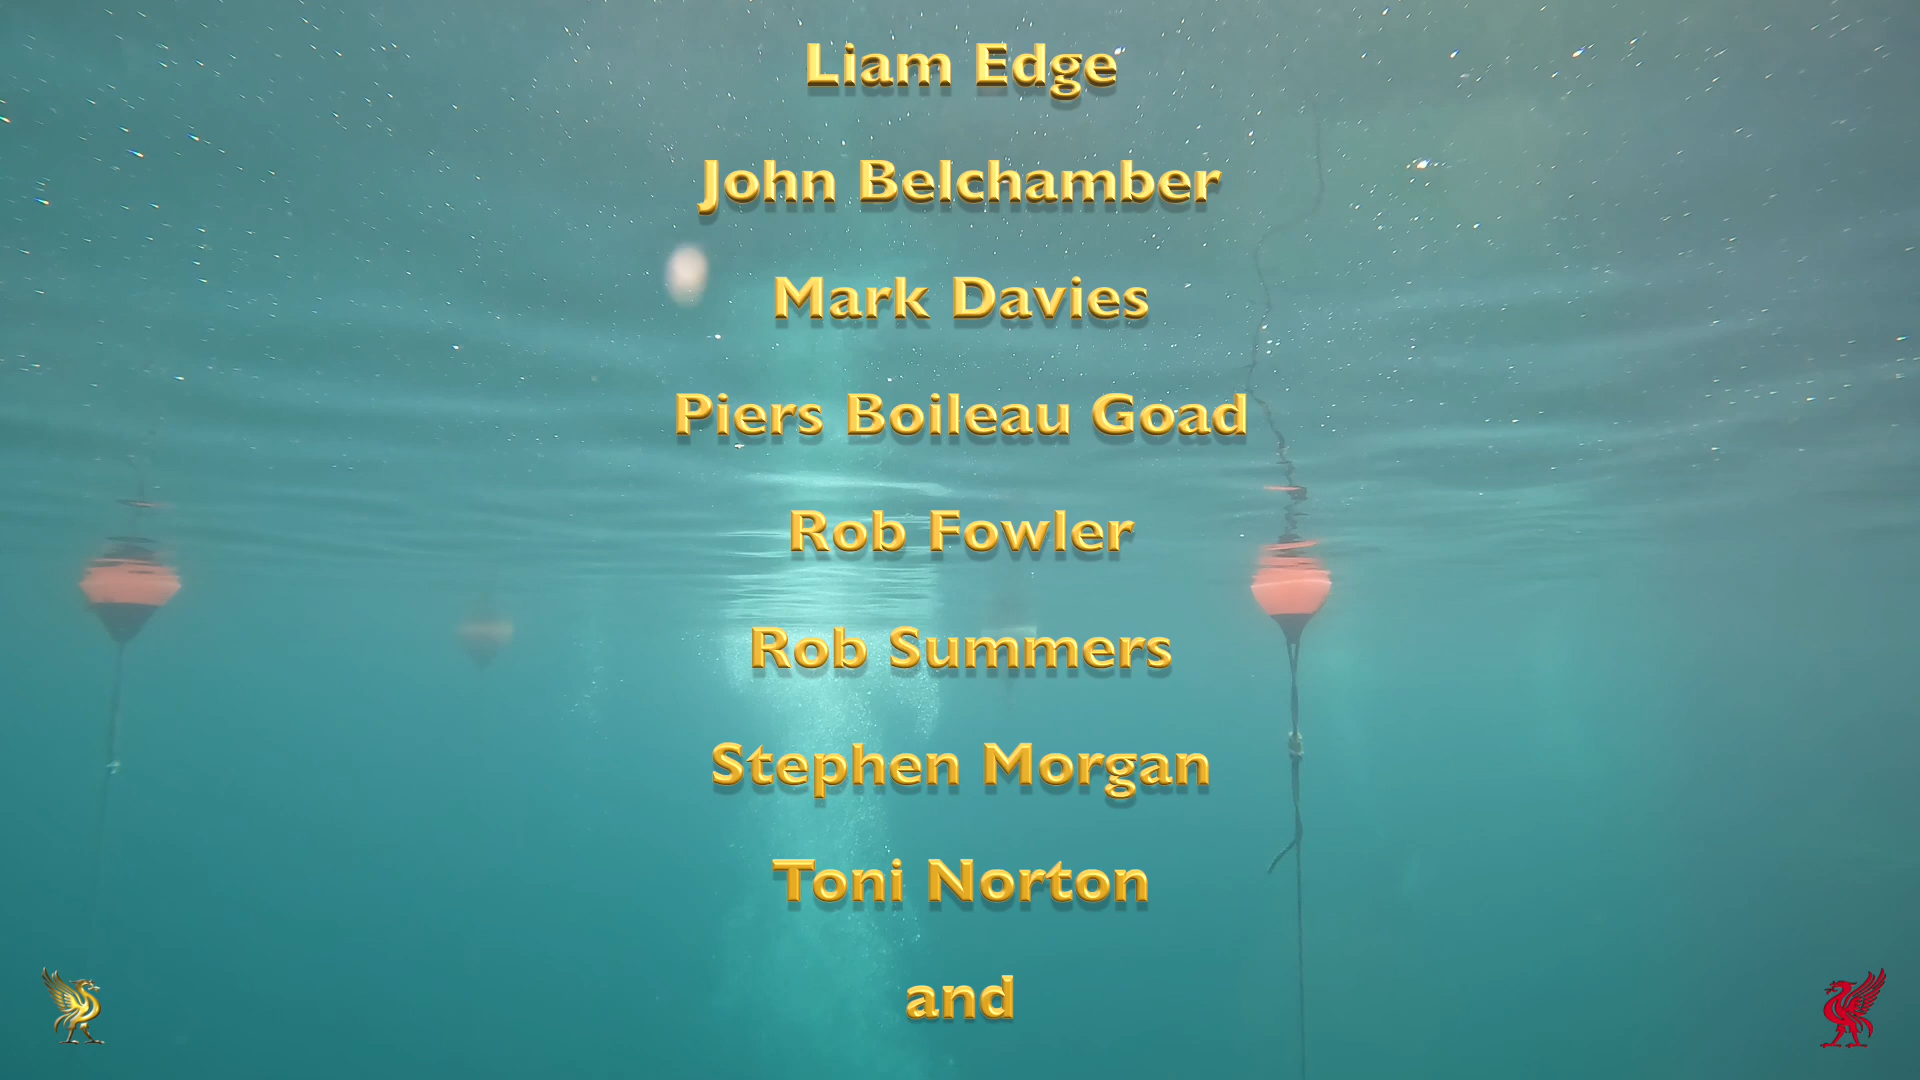 Liam Edge
John Belchamber
Mark Davies
Piers Boileau Goad
Rob Fowler
Rob Summers
Stephen Morgan
Toni Norton
and